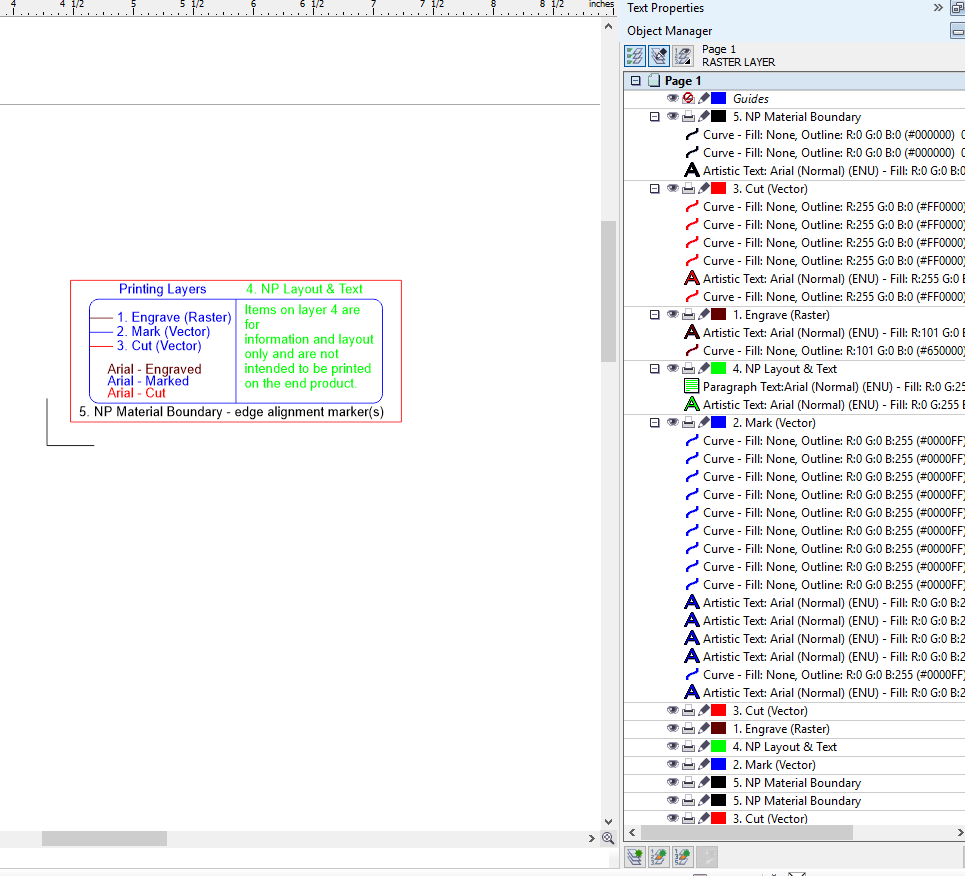 4 4 1/2 5 5 1/2 6 6 1/2 7 7 1/2 8 8 1/2 inches
Printing Layers
1. Engrave (Raster)
2. Mark (Vector)
3. Cut (Vector)
Arial - Engraved
Arial - Marked
Arial - Cut
4. NP Layout & Text
Items on layer 4 are
for
information and layout
only and are not
intended to be printed
on the end product.
5. NP Material Boundary - edge alignment marker(s)
Text Properties
Object Manager
Page 1
RASTER LAYER
Page 1
Guides
5. NP Material Boundary
Curve - Fill: None, Outline: R:0 G:0 B:0 (#000000) 0
Curve - Fill: None, Outline: R:0 G:0 B:0 (#000000) 0
Artistic Text: Arial (Normal) (ENU) - Fill: R:0 G:0
3. Cut (Vector)
Curve - Fill: None, Outline: R:255 G:0 B:0 (#FF0000)
Curve - Fill: None, Outline: R:255 G:0 B:0 (#FF0000)
Curve - Fill: None, Outline: R:255 G:0 B:0 (#FF0000)
Curve - Fill: None, Outline: R:255 G:0 B:0 (#FF0000)
Artistic Text: Arial (Normal) (ENU) - Fill: R:255 G:0
Curve - Fill: None, Outline: R:255 G:0 B:0 (#FF0000)
1. Engrave (Raster)
Artistic Text: Arial (Normal) (ENU) - Fill: R:101 G:0
Curve - Fill: None, Outline: R:101 G:0 B:0 (#650000)
4. NP Layout & Text
Paragraph Text:Arial (Normal) (ENU) - Fill: R:0 G:25
Artistic Text: Arial (Normal) (ENU) - Fill: R:0 G:255
2. Mark (Vector)
Curve - Fill: None, Outline: R:0 G:0 B:255 (#0000FF)
Curve - Fill: None, Outline: R:0 G:0 B:255 (#0000FF)
Curve - Fill: None, Outline: R:0 G:0 B:255 (#0000FF)
Curve - Fill: None, Outline: R:0 G:0 B:255 (#0000FF)
Curve - Fill: None, Outline: R:0 G:0 B:255 (#0000FF)
Curve - Fill: None, Outline: R:0 G:0 B:255 (#0000FF)
Curve - Fill: None, Outline: R:0 G:0 B:255 (#0000FF)
Curve - Fill: None, Outline: R:0 G:0 B:255 (#0000FF)
Curve - Fill: None, Outline: R:0 G:0 B:255 (#0000FF)
Artistic Text: Arial (Normal) (ENU) - Fill: R:0 G:0 B:2
Artistic Text: Arial (Normal) (ENU) - Fill: R:0 G:0 B:2
Artistic Text: Arial (Normal) (ENU) - Fill: R:0 G:0 B:2
Artistic Text: Arial (Normal) (ENU) - Fill: R:0 G:0 B:2
Curve - Fill: None, Outline: R:0 G:0 B:255 (#0000FF)
Artistic Text: Arial (Normal) (ENU) - Fill: R:0 G:0 B:2
3. Cut (Vector)
1. Engrave (Raster)
4. NP Layout & Text
2. Mark (Vector)
5. NP Material Boundary
5. NP Material Boundary
3. Cut (Vector)